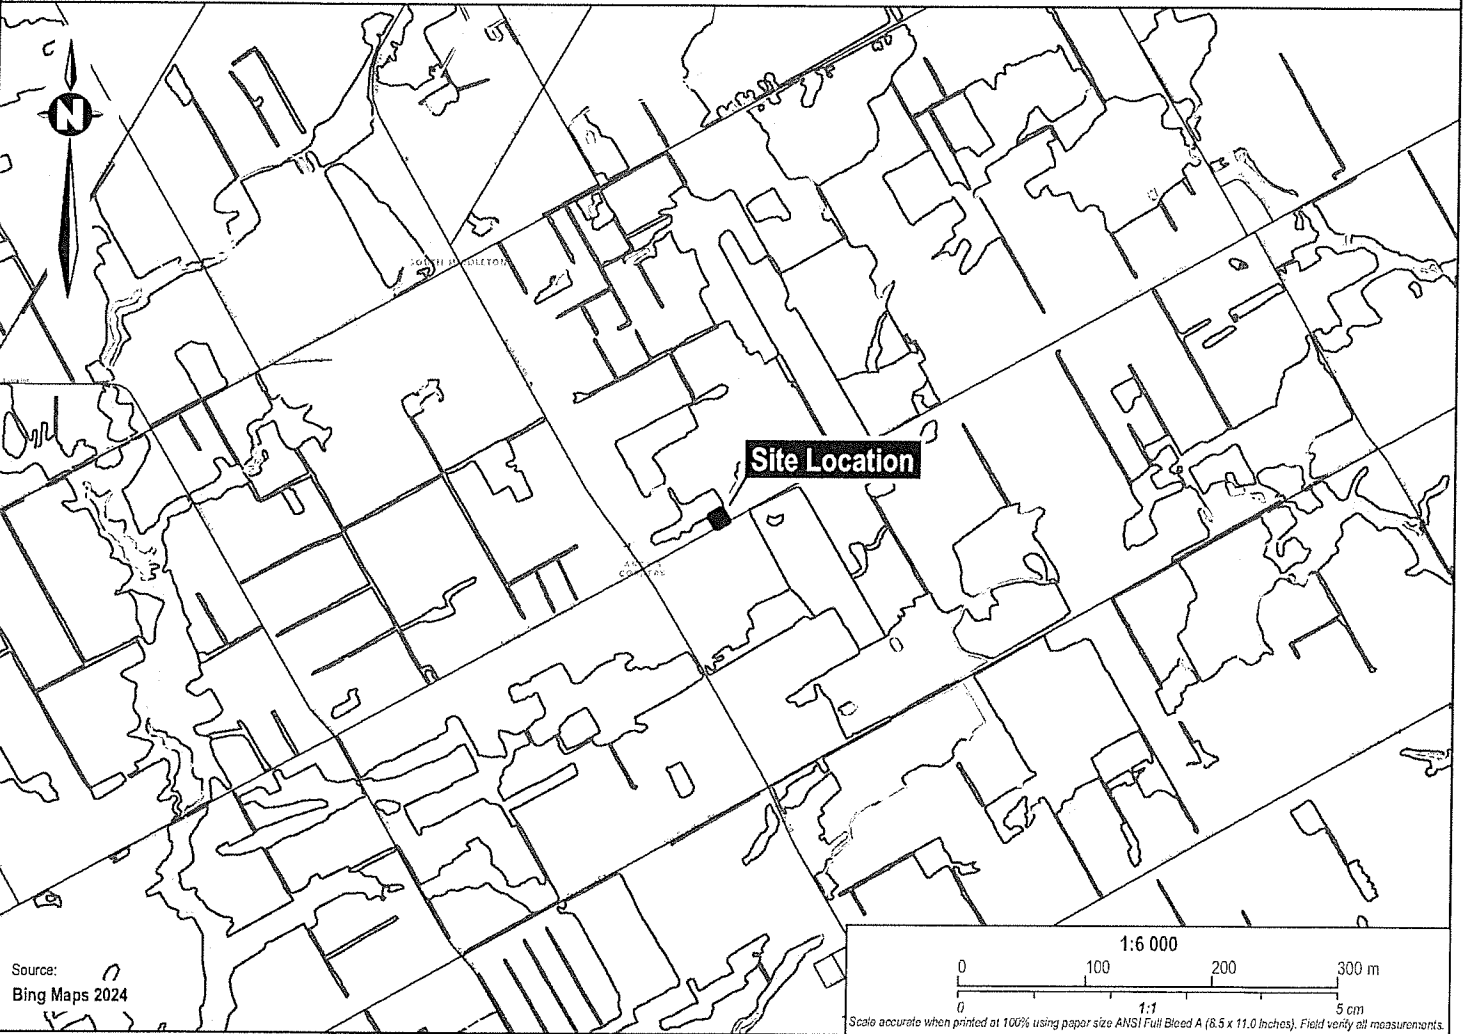 N
SOUTH MIDDLETON
Site Location
Source:
Bing Maps 2024
1:6 000
0 100 200 300 m
0 1:1 5 cm
Scale accurate when printed at 100% using paper size ANSI Full Bleed A (8.5 x 11.0 Inches). Field verify all measurements.